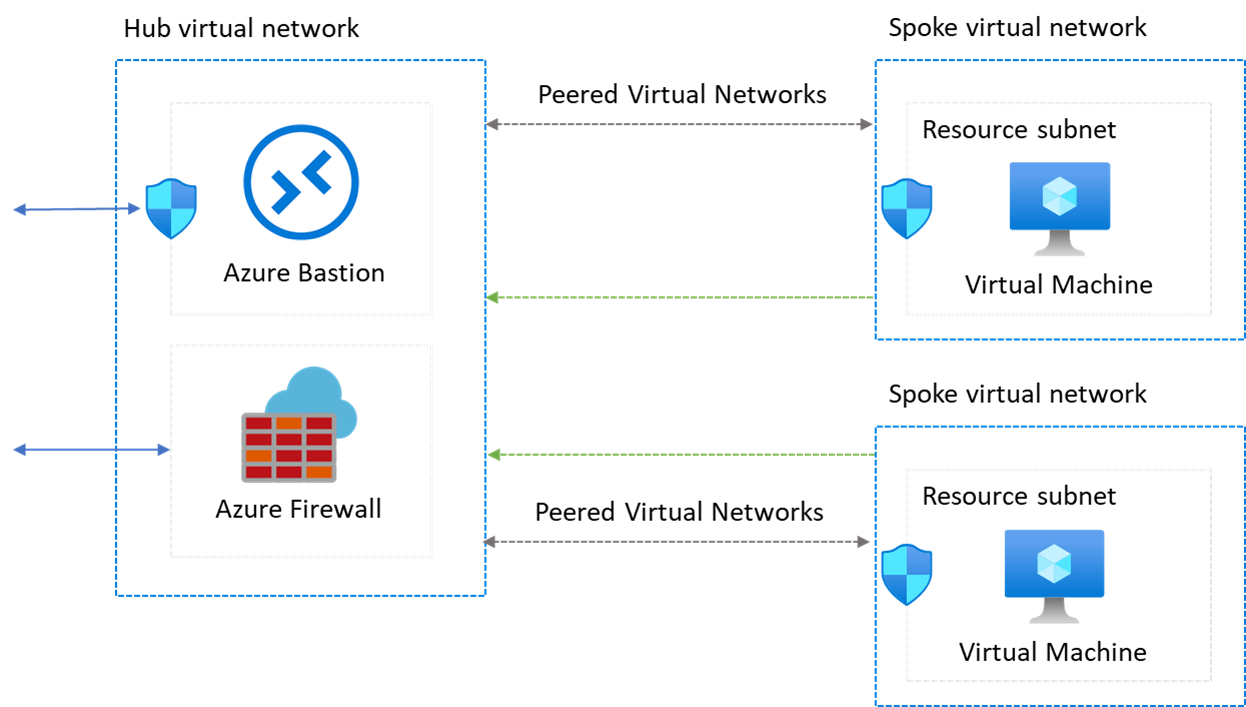 Hub virtual network
Azure Bastion
Azure Firewall
Peered Virtual Networks
Peered Virtual Networks
Spoke virtual network
Resource subnet
Virtual Machine
Spoke virtual network
Resource subnet
Virtual Machine